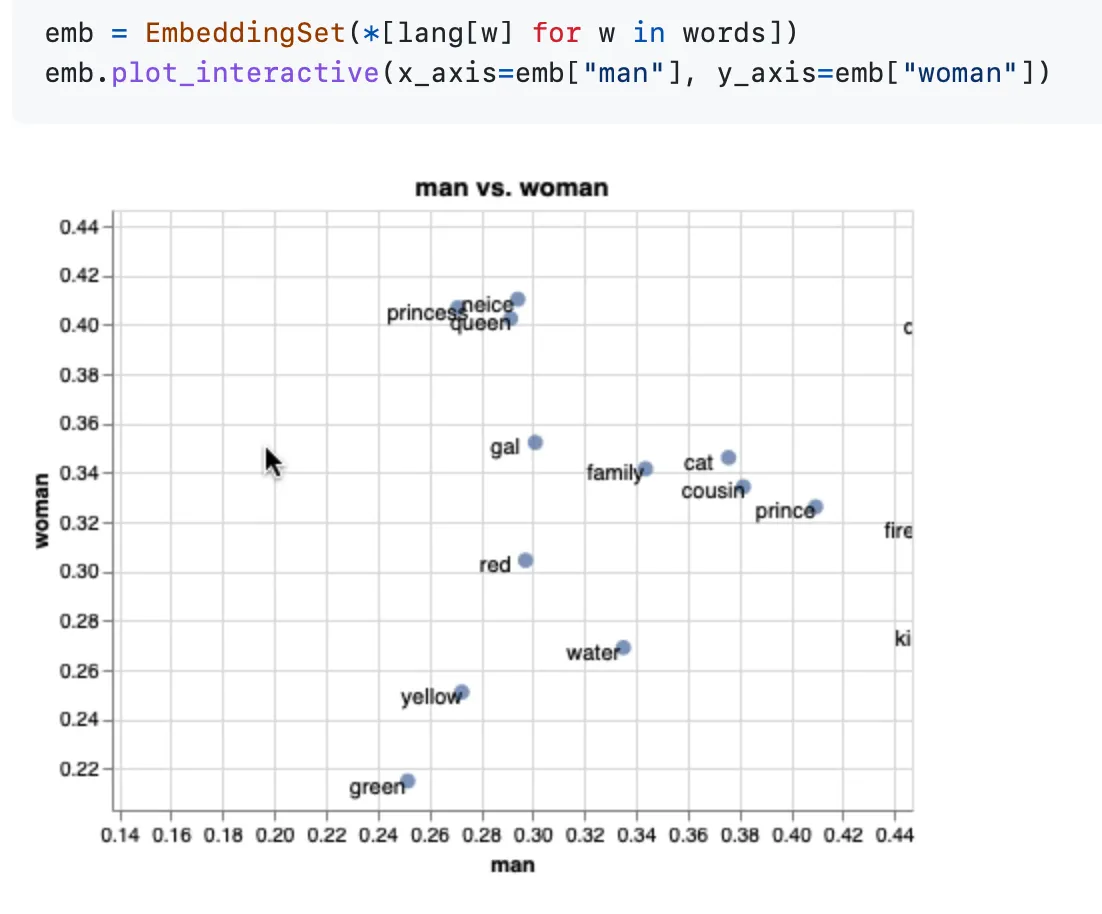 emb = EmbeddingSet(*[lang[w] for w in words])
emb.plot_interactive(x_axis=emb["man"], y_axis=emb["woman"])
man vs. woman
0.44
0.42
0.40
0.38
0.36
0.34
0.32
0.30
0.28
0.26
0.24
0.22
woman
princess
neice
queen
gal
family
cat
cousin
prince
fire
red
ki
water
yellow
green
0.14 0.16 0.18 0.20 0.22 0.24 0.26 0.28 0.30 0.32 0.34 0.36 0.38 0.40 0.42 0.44
man